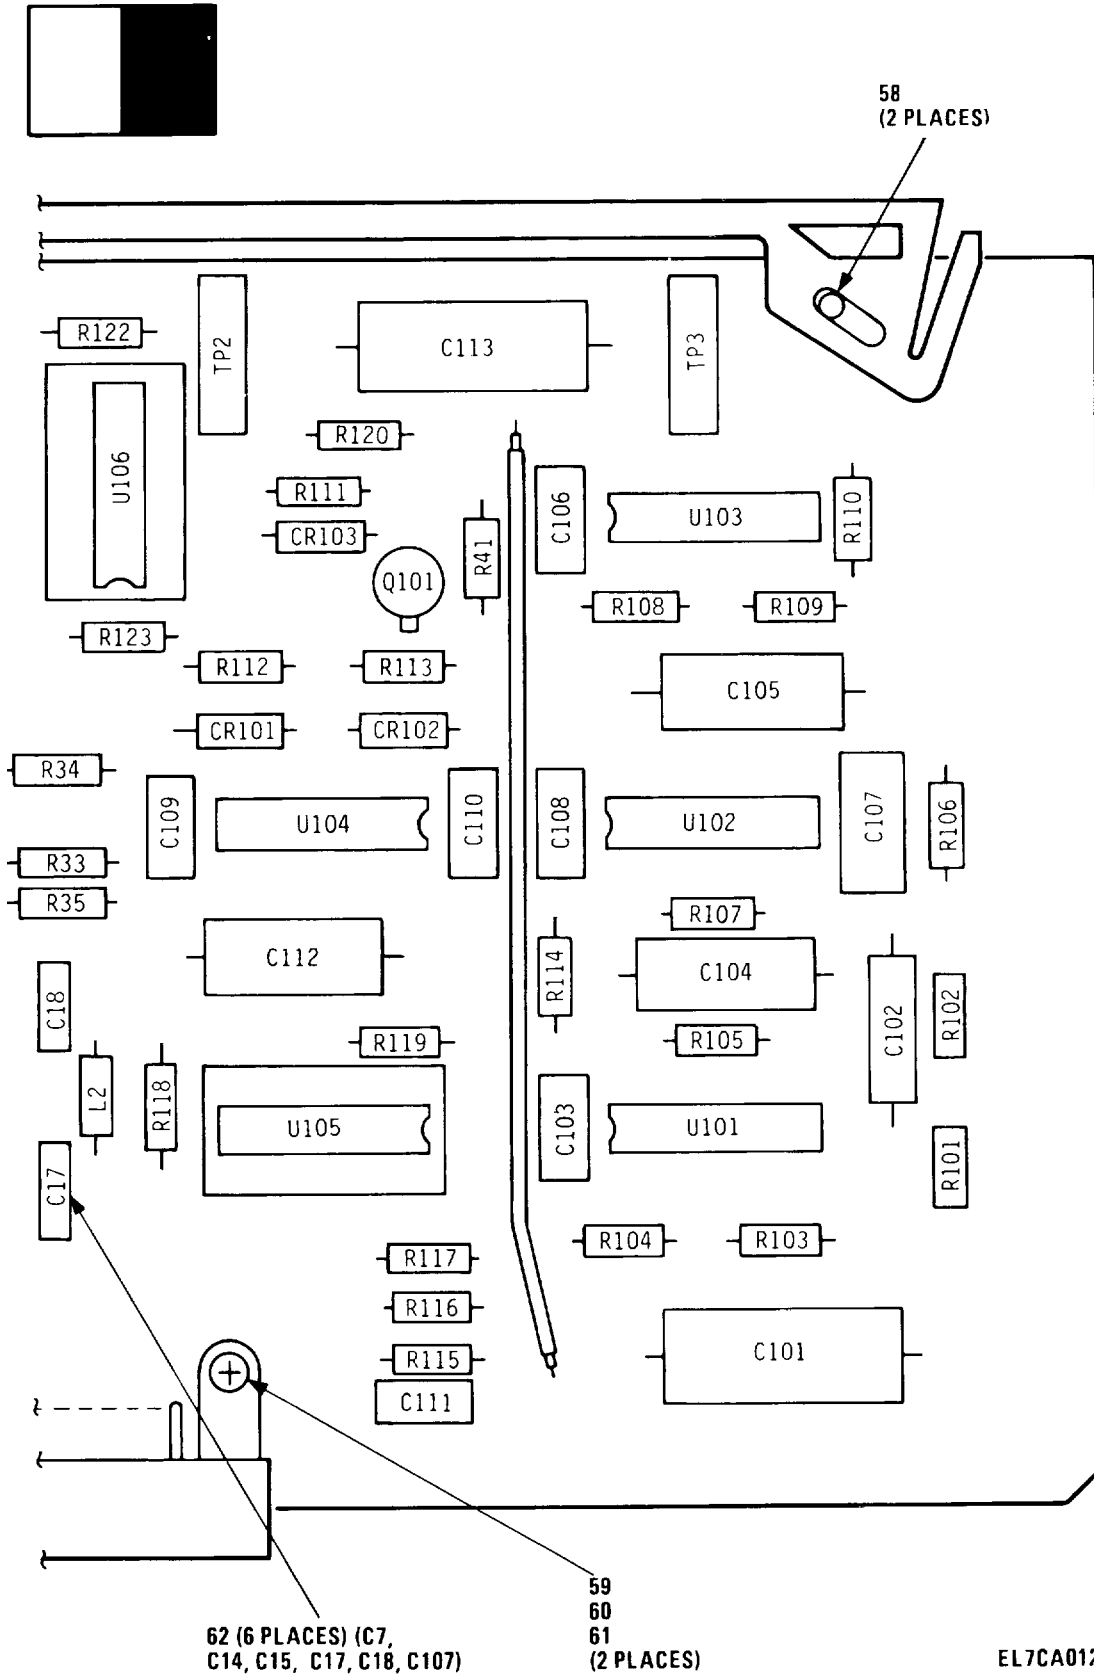 58
(2 PLACES)
R122
TP2
C113
TP3
R120
U106
R111
C106
U103
R110
CR103
R41
Q101
R108
R109
R123
R112
R113
C105
CR101
CR102
R34
C109
U104
C110
C108
U102
C107
R106
R33
R35
R107
C112
R114
C104
C18
C102
R102
R119
R105
L2
R118
U105
C103
U101
C17
R101
R104
R103
R117
R116
R115
C101
C111
59
60
61
(2 PLACES)
62 (6 PLACES) (C7,
C14, C15, C17, C18, C107)
EL7CA012